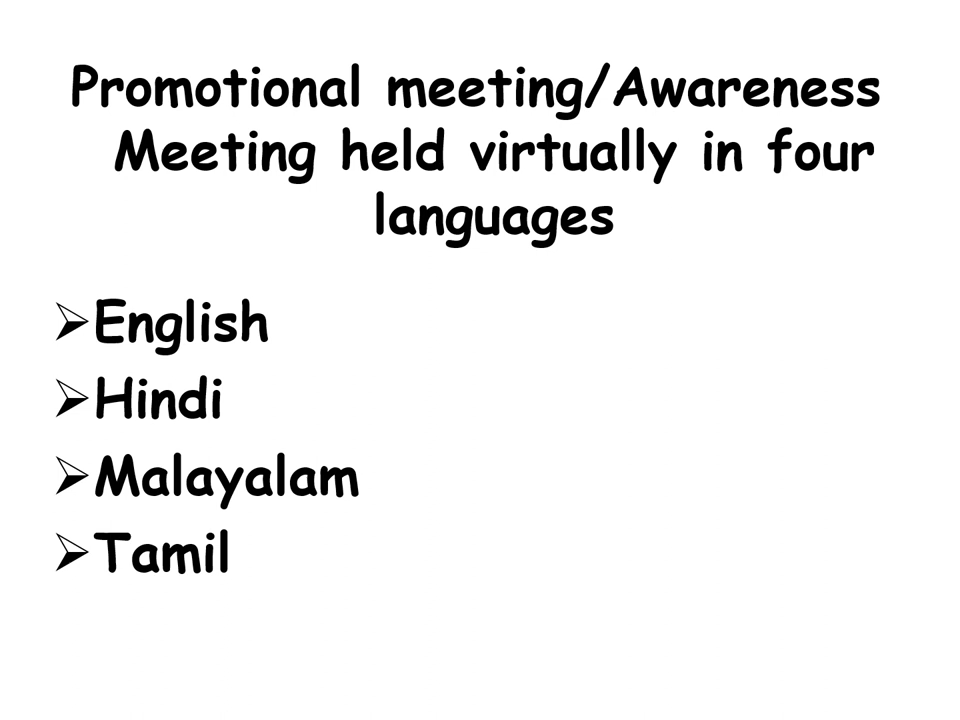 Promotional meeting/Awareness
Meeting held virtually in four
languages
➢English
➢Hindi
➢Malayalam
➢Tamil